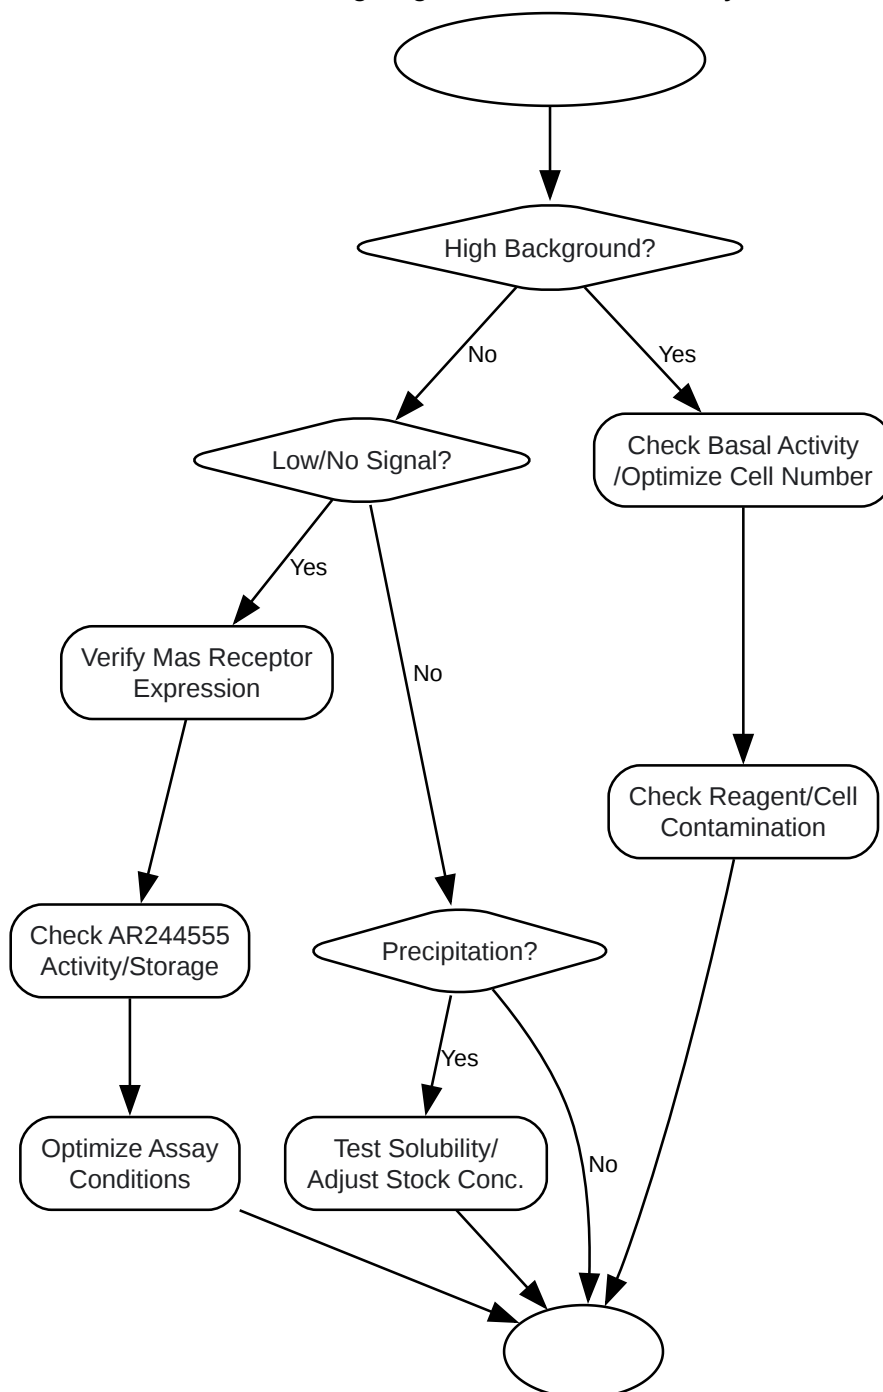 High Background?
No
Yes
Low/No Signal?
Check Basal Activity
/Optimize Cell Number
Yes
No
Verify Mas Receptor
Expression
Check Reagent/Cell
Contamination
Check AR244555
Activity/Storage
Precipitation?
Yes
No
Optimize Assay
Conditions
Test Solubility/
Adjust Stock Conc.